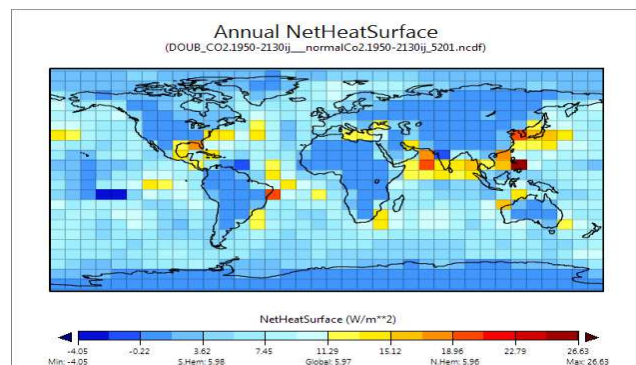 Annual NetHeatSurface
(DOUB_CO2.1950-2130ij___normalCo2.1950-2130ij_5201.ncdf)
NetHeatSurface (W/m**2)
-4.05 -0.22 3.62 7.45 11.29 15.12 18.96 22.79 26.63
Min: -4.05 S.Hem: 5.98 Global: 5.97 N.Hem: 5.96 Max: 26.63